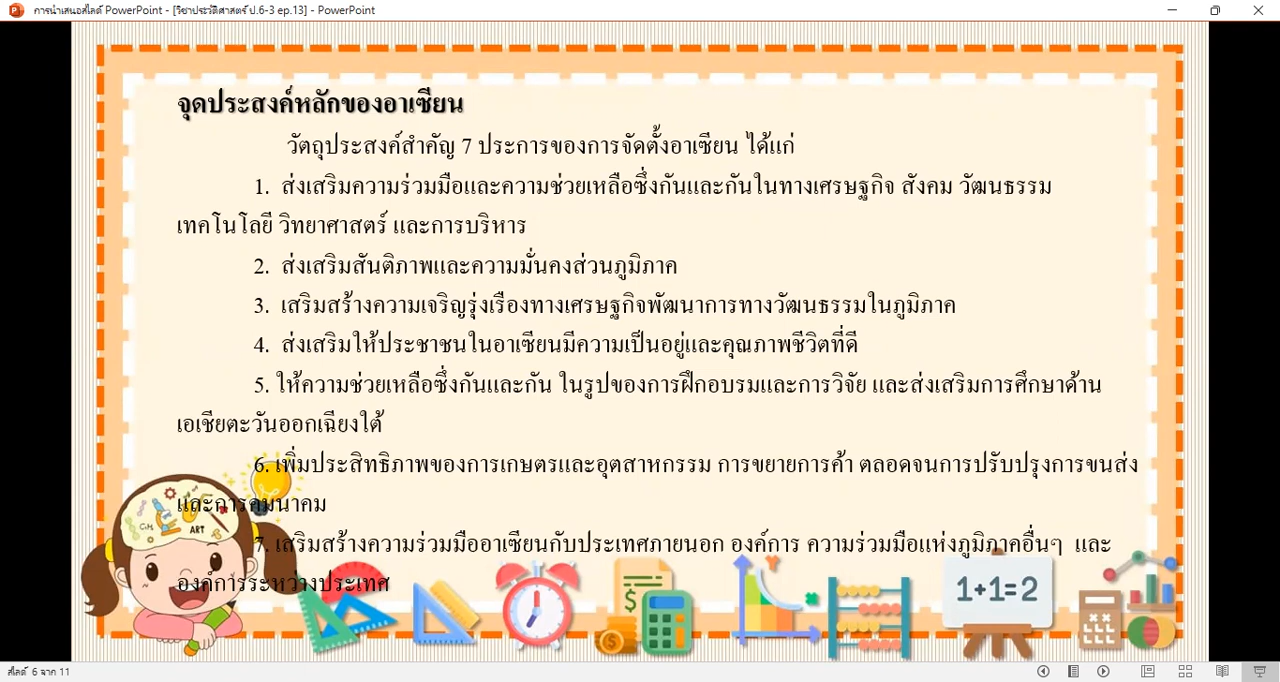 การนำเสนอสไลด์ PowerPoint - [วิชาประวัติศาสตร์ ป.6-3 ep.13] - PowerPoint
จุดประสงค์หลักของอาเซียน
วัตถุประสงค์สำคัญ 7 ประการของการจัดตั้งอาเซียน ได้แก่
1. ส่งเสริมความร่วมมือและความช่วยเหลือซึ่งกันและกันในทางเศรษฐกิจ สังคม วัฒนธรรม
เทคโนโลยี วิทยาศาสตร์ และการบริหาร
2. ส่งเสริมสันติภาพและความมั่นคงส่วนภูมิภาค
3. เสริมสร้างความเจริญรุ่งเรืองทางเศรษฐกิจพัฒนาการทางวัฒนธรรมในภูมิภาค
4. ส่งเสริมให้ประชาชนในอาเซียนมีความเป็นอยู่และคุณภาพชีวิตที่ดี
5. ให้ความช่วยเหลือซึ่งกันและกัน ในรูปของการฝึกอบรมและการวิจัย และส่งเสริมการศึกษาด้าน
เอเชียตะวันออกเฉียงใต้
6. เพิ่มประสิทธิภาพของการเกษตรและอุตสาหกรรม การขยายการค้า ตลอดจนการปรับปรุงการขนส่ง
และการคมนาคม
7. เสริมสร้างความร่วมมืออาเซียนกับประเทศภายนอก องค์การ ความร่วมมือแห่งภูมิภาคอื่นๆ และ
องค์การระหว่างประเทศ
ART
$
1+1=2
สไลด์ 6 จาก 11